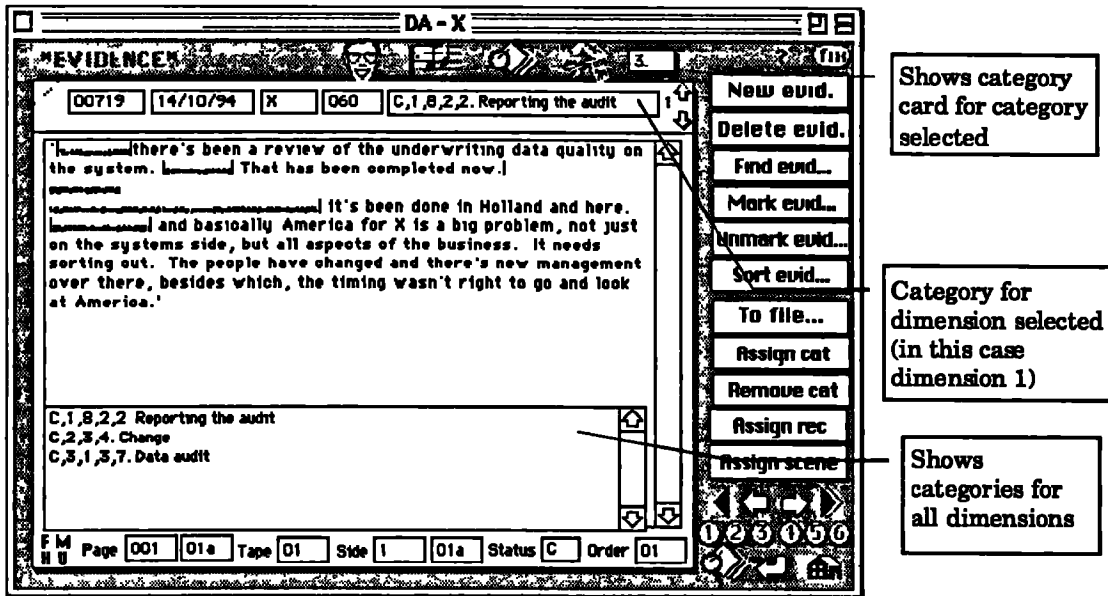 DA-X
"EVIDENCE"
3.
?
fix
00719 14/10/94 X 060 C,1,8,2,2. Reporting the audit 1
'there's been a review of the underwriting data quality on
the system. That has been completed now.
it's been done in Holland and here.
and basically America for X is a big problem, not just
on the systems side, but all aspects of the business. It needs
sorting out. The people have changed and there's new management
over there, besides which, the timing wasn't right to go and look
at America.'
C,1,8,2,2 Reporting the audit
C,2,3,4. Change
C,3,1,3,7. Data audit
F M
H U
Page 001 01a Tape 01 Side 1 01a Status C Order 01
New evid.
Delete evid.
Find evid...
Mark evid...
Unmark evid...
Sort evid...
To file...
Assign cat
Remove cat
Assign rec
Assign scene
1 2 3 4 5 6
Shows category
card for category
selected
Category for
dimension selected
(in this case
dimension 1)
Shows
categories for
all dimensions